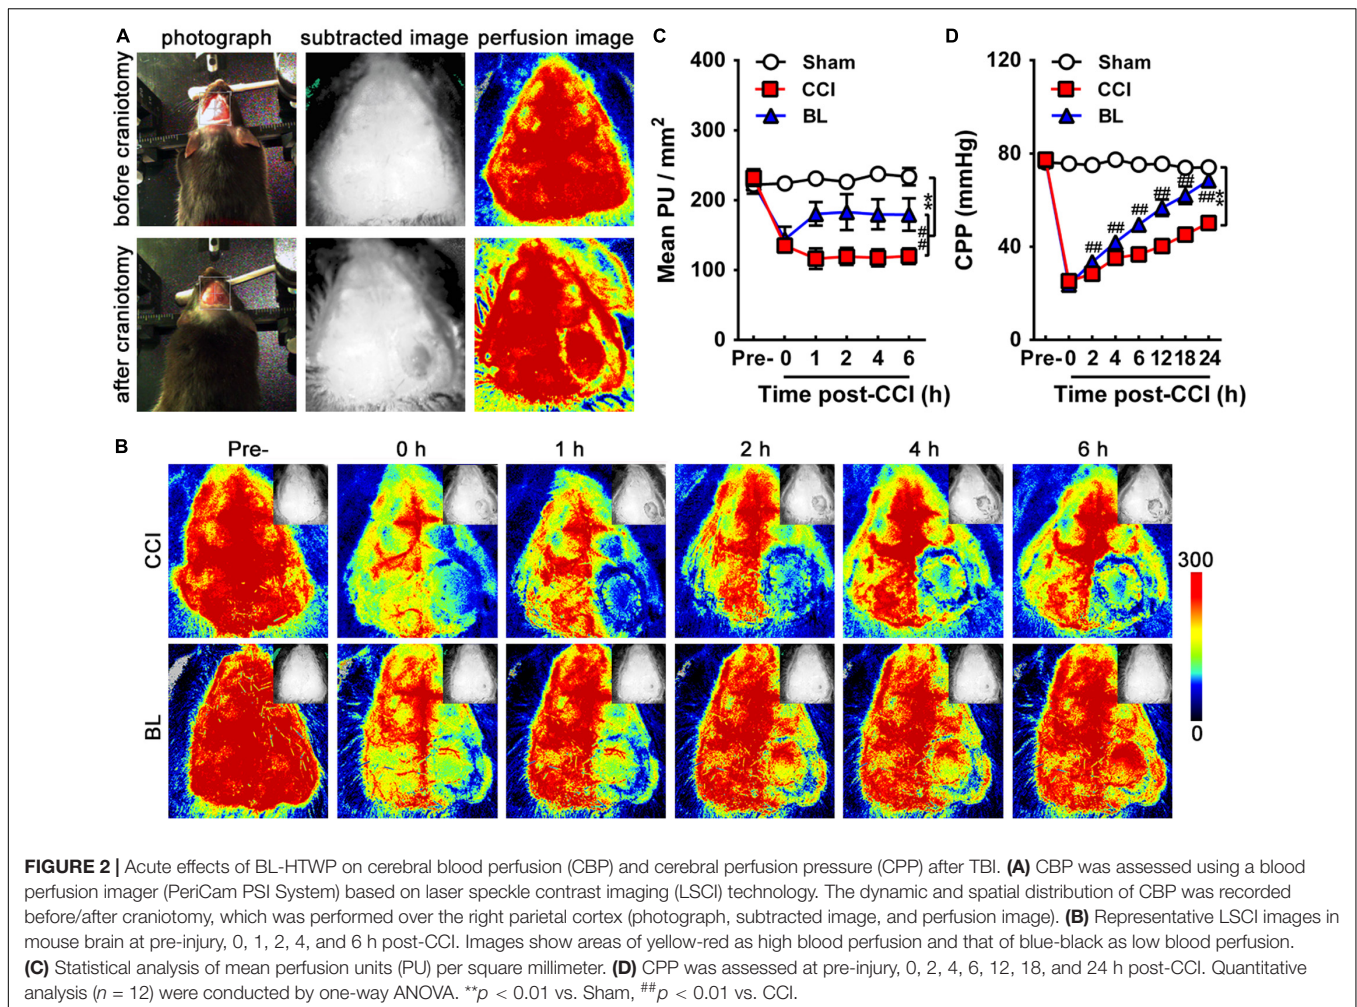 A
photograph
subtracted image
perfusion image
before craniotomy
after craniotomy
C
Mean PU / mm²
400
300
200
100
0
Sham
CCI
BL
**
##
Pre- 0 1 2 4 6
Time post-CCI (h)
D
CPP (mmHg)
120
80
40
0
Sham
CCI
BL
##
##
##
##
##
##
**
Pre- 0 2 4 6 12 18 24
Time post-CCI (h)
B
Pre- 0 h 1 h 2 h 4 h 6 h
CCI
BL
300
0
FIGURE 2 | Acute effects of BL-HTWP on cerebral blood perfusion (CBP) and cerebral perfusion pressure (CPP) after TBI. (A) CBP was assessed using a blood
perfusion imager (PeriCam PSI System) based on laser speckle contrast imaging (LSCI) technology. The dynamic and spatial distribution of CBP was recorded
before/after craniotomy, which was performed over the right parietal cortex (photograph, subtracted image, and perfusion image). (B) Representative LSCI images in
mouse brain at pre-injury, 0, 1, 2, 4, and 6 h post-CCI. Images show areas of yellow-red as high blood perfusion and that of blue-black as low blood perfusion.
(C) Statistical analysis of mean perfusion units (PU) per square millimeter. (D) CPP was assessed at pre-injury, 0, 2, 4, 6, 12, 18, and 24 h post-CCI. Quantitative
analysis (n = 12) were conducted by one-way ANOVA. **p < 0.01 vs. Sham, ##p < 0.01 vs. CCI.